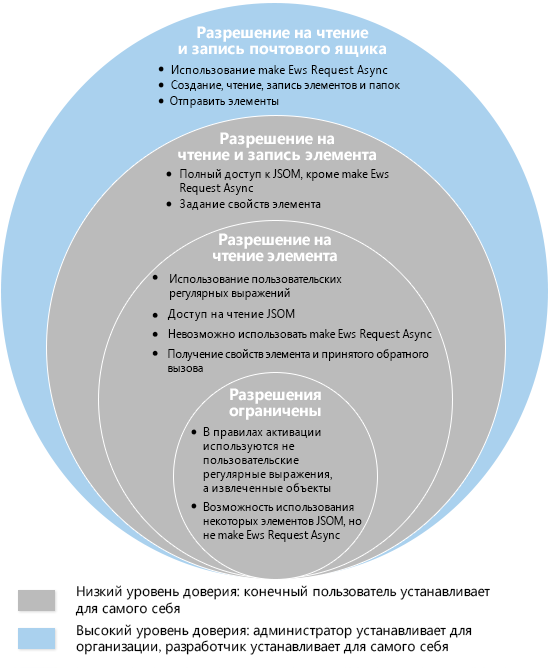 Разрешение на чтение
и запись почтового ящика
• Использование make Ews Request Async
• Создание, чтение, запись элементов и папок
• Отправить элементы
Разрешение на
чтение и запись элемента
• Полный доступ к JSOM, кроме make Ews
Request Async
• Задание свойств элемента
Разрешение на
чтение элемента
• Использование пользовательских
регулярных выражений
• Доступ на чтение JSOM
• Невозможно использовать make Ews Request Async
• Получение свойств элемента и принятого обратного
вызова
Разрешения
ограничены
• В правилах активации
используются не
пользовательские
регулярные выражения,
а извлеченные объекты
• Возможность использования
некоторых элементов JSOM, но
не make Ews Request Async
Низкий уровень доверия: конечный пользователь устанавливает
для самого себя
Высокий уровень доверия: администратор устанавливает для
организации, разработчик устанавливает для самого себя